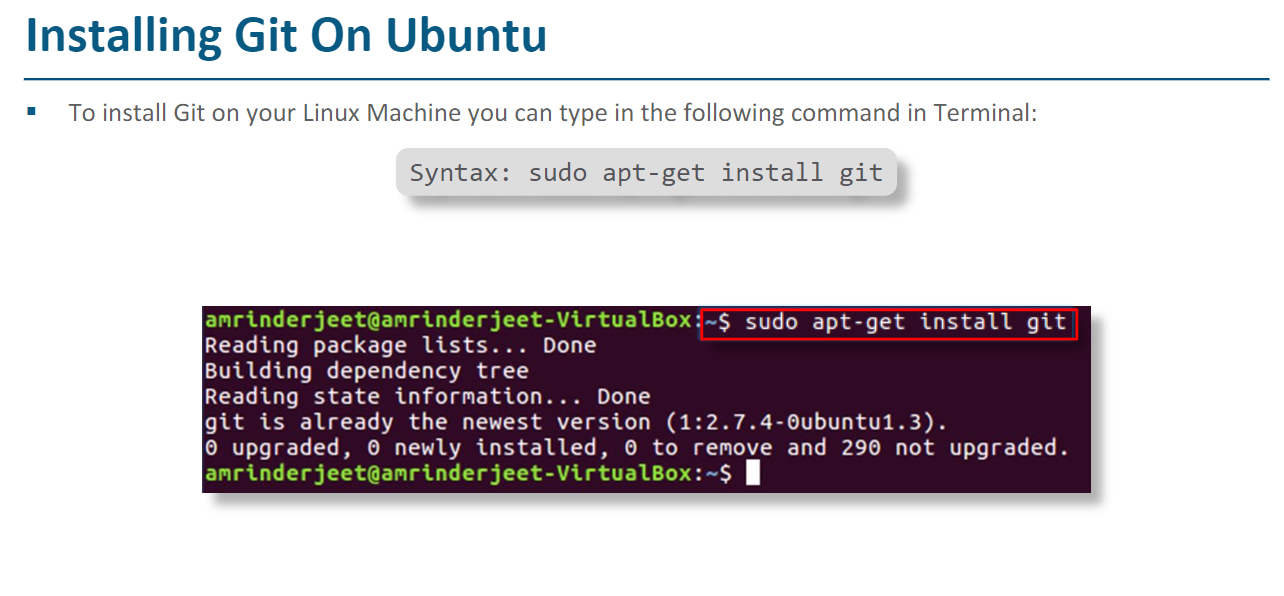 Installing Git On Ubuntu
▪ To install Git on your Linux Machine you can type in the following command in Terminal:
Syntax: sudo apt-get install git
amrinderjeet@amrinderjeet-VirtualBox:~$ sudo apt-get install git
Reading package lists... Done
Building dependency tree
Reading state information... Done
git is already the newest version (1:2.7.4-0ubuntu1.3).
0 upgraded, 0 newly installed, 0 to remove and 290 not upgraded.
amrinderjeet@amrinderjeet-VirtualBox:~$